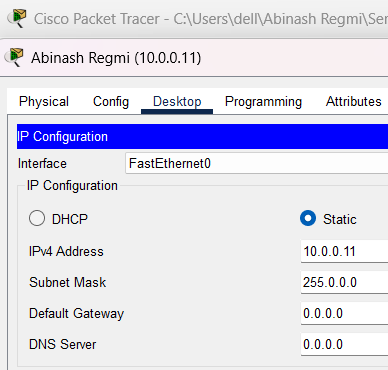 Cisco Packet Tracer - C:\Users\dell\Abinash Regmi\Ser
Abinash Regmi (10.0.0.11)
Physical Config Desktop Programming Attributes
IP Configuration
Interface FastEthernet0
IP Configuration
DHCP Static
IPv4 Address 10.0.0.11
Subnet Mask 255.0.0.0
Default Gateway 0.0.0.0
DNS Server 0.0.0.0